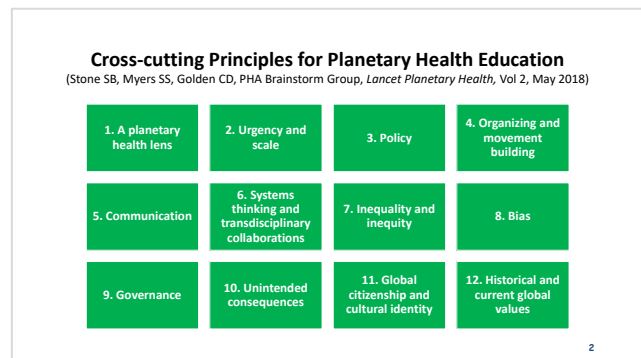 Cross-cutting Principles for Planetary Health Education
(Stone SB, Myers SS, Golden CD, PHA Brainstorm Group, Lancet Planetary Health, Vol 2, May 2018)
1. A planetary
health lens
2. Urgency and
scale
3. Policy
4. Organizing and
movement
building
5. Communication
6. Systems
thinking and
transdisciplinary
collaborations
7. Inequality and
inequity
8. Bias
9. Governance
10. Unintended
consequences
11. Global
citizenship and
cultural identity
12. Historical and
current global
values
2